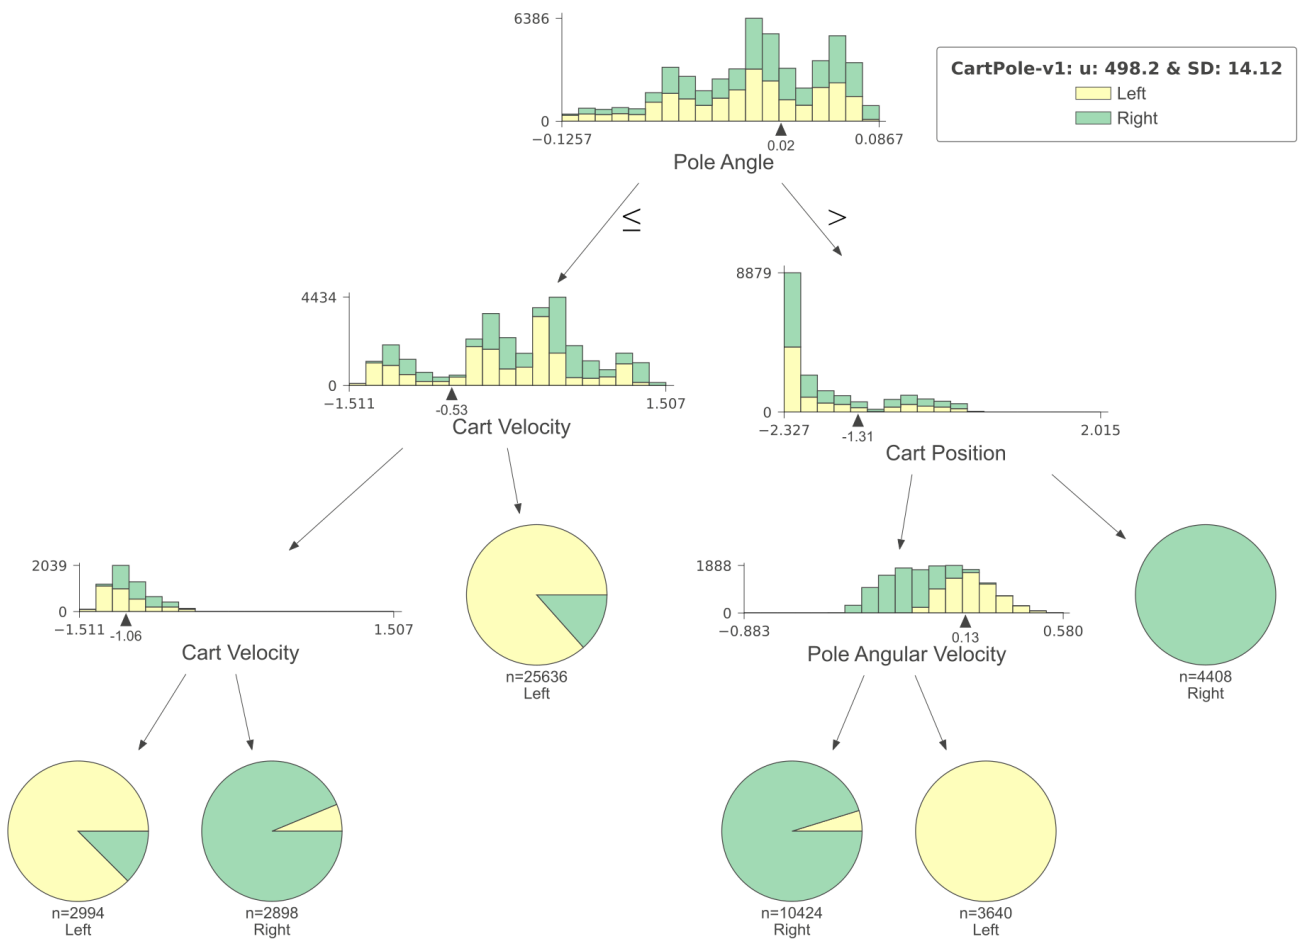 CartPole-v1: u: 498.2 & SD: 14.12
Left
Right
6386
0
−0.1257
0.02
0.0867
Pole Angle
≤
>
4434
0
−1.511
-0.53
1.507
Cart Velocity
8879
0
−2.327
-1.31
2.015
Cart Position
2039
0
−1.511
-1.06
1.507
Cart Velocity
n=25636
Left
1888
0
−0.883
0.13
0.580
Pole Angular Velocity
n=4408
Right
n=2994
Left
n=2898
Right
n=10424
Right
n=3640
Left